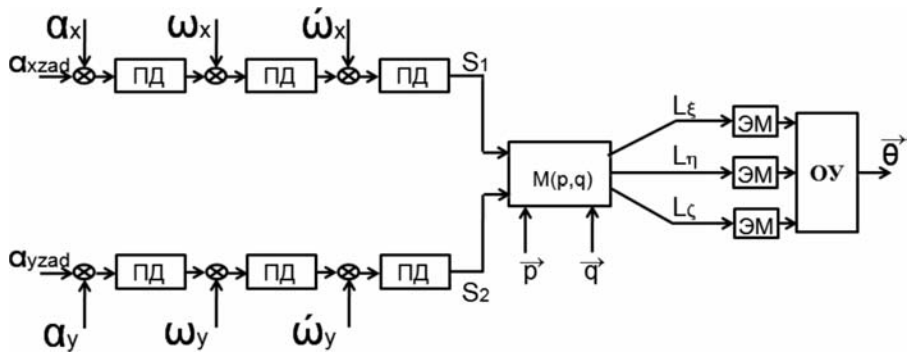 αx ωx ώx
αxzad ПД ПД ПД S1
Lξ ЭМ
M(p,q) Lη ЭМ ОУ θ
Lζ ЭМ
p q
αyzad ПД ПД ПД S2
αy ωy ώy